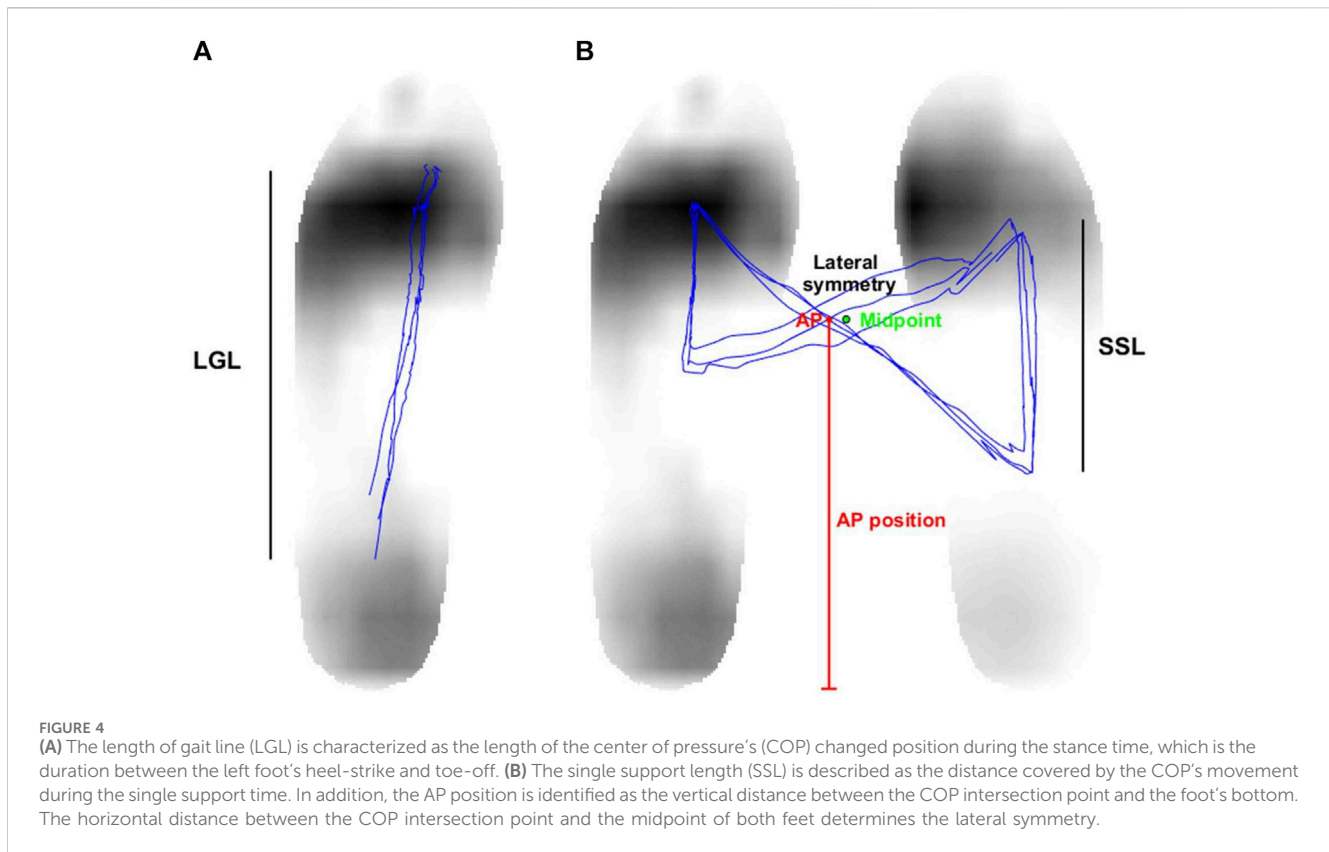 A
B
LGL
Lateral
symmetry
AP
Midpoint
SSL
AP position
FIGURE 4
(A) The length of gait line (LGL) is characterized as the length of the center of pressure's (COP) changed position during the stance time, which is the
duration between the left foot's heel-strike and toe-off. (B) The single support length (SSL) is described as the distance covered by the COP's movement
during the single support time. In addition, the AP position is identified as the vertical distance between the COP intersection point and the foot's bottom.
The horizontal distance between the COP intersection point and the midpoint of both feet determines the lateral symmetry.